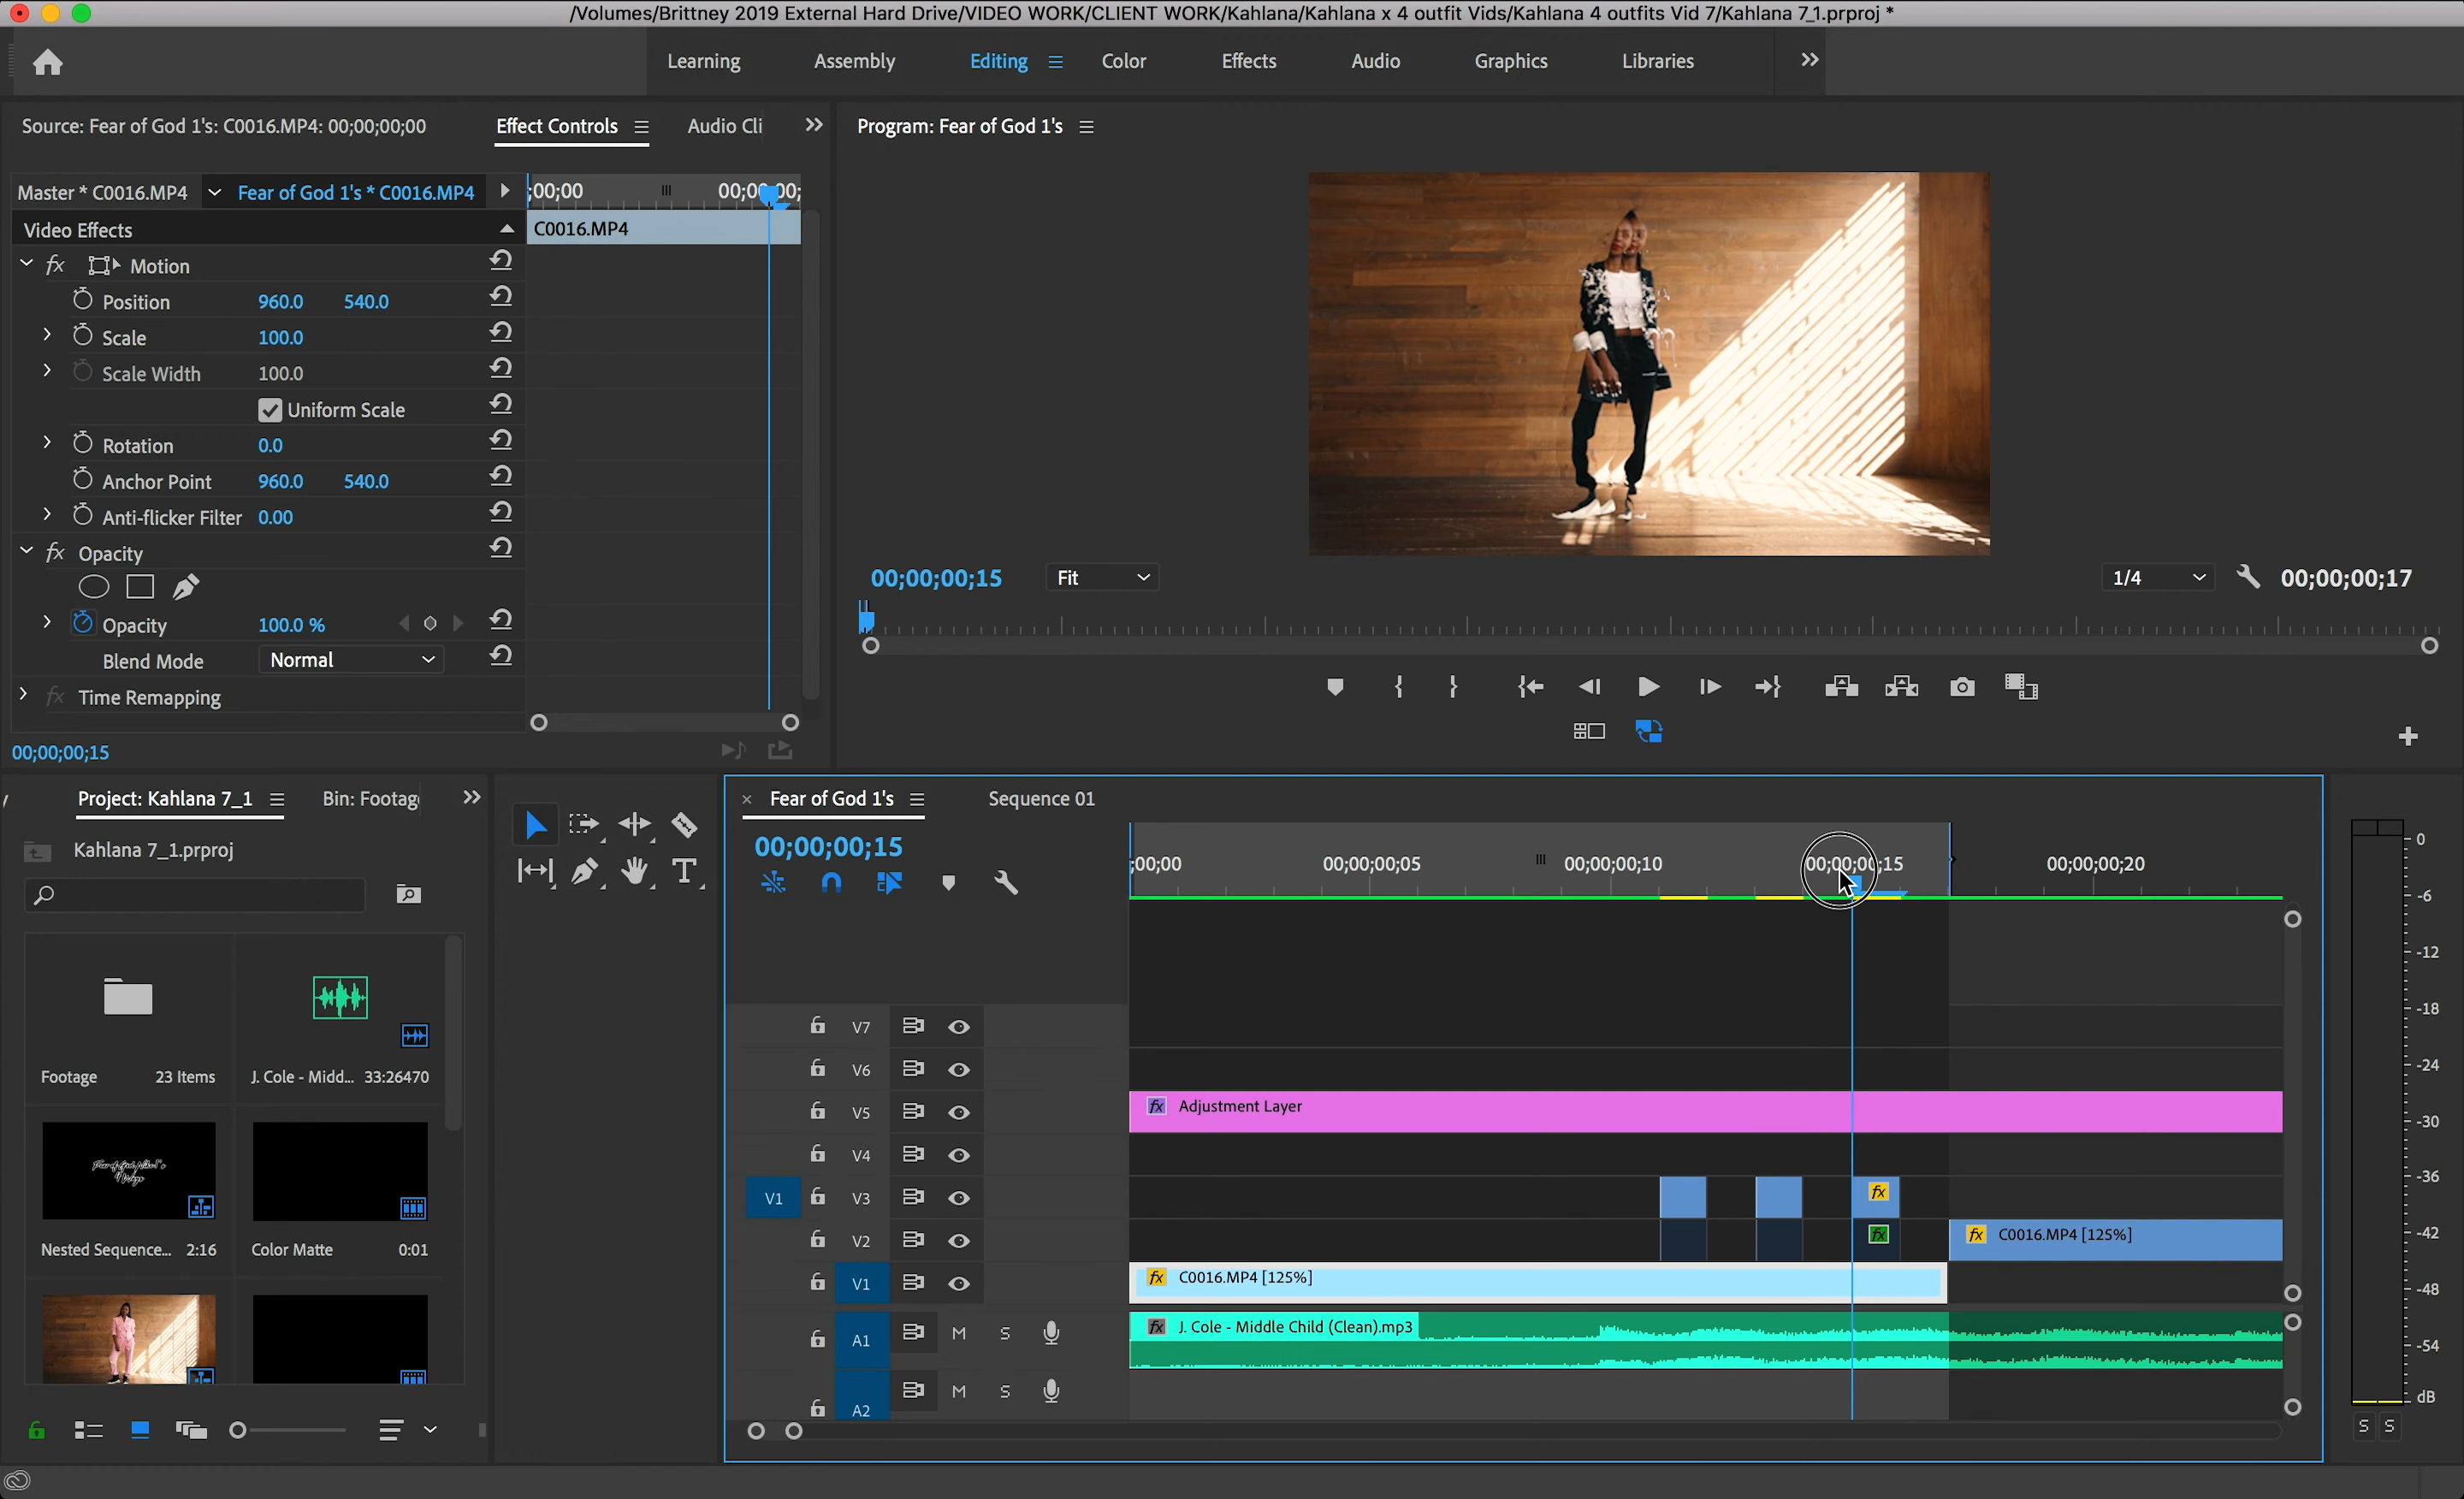 /Volumes/Brittney 2019 External Hard Drive/VIDEO WORK/CLIENT WORK/Kahlana/Kahlana x 4 outfit Vids/Kahlana 4 outfits Vid 7/Kahlana 7_1.prproj *
Learning Assembly Editing Color Effects Audio Graphics Libraries
Source: Fear of God 1's: C0016.MP4: 00;00;00;00 Effect Controls Audio Cli
Program: Fear of God 1's
Master * C0016.MP4 Fear of God 1's * C0016.MP4 ;00;00
Video Effects C0016.MP4
fx Motion
Position 960.0 540.0
Scale 100.0
Scale Width 100.0
Uniform Scale
Rotation 0.0
Anchor Point 960.0 540.0
Anti-flicker Filter 0.00
fx Opacity
Opacity 100.0 %
Blend Mode Normal
fx Time Remapping
00;00;00;15
00;00;00;15 Fit 1/4 00;00;00;17
Project: Kahlana 7_1 Bin: Footag
Kahlana 7_1.prproj
Footage 23 Items
J. Cole - Midd... 33:26470
Nested Sequence... 2:16
Color Matte 0:01
Fear of God 1's Sequence 01
00;00;00;15
;00;00 00;00;00;05 00;00;00;10 00;00;00;15 00;00;00;20
V7
V6
V5 fx Adjustment Layer
V4
V1 V3 fx
V2 fx fx C0016.MP4 [125%]
V1 fx C0016.MP4 [125%]
A1 M S fx J. Cole - Middle Child (Clean).mp3
A2 M S
0
-6
-12
-18
-24
-30
-36
-42
-48
-54
dB
S S